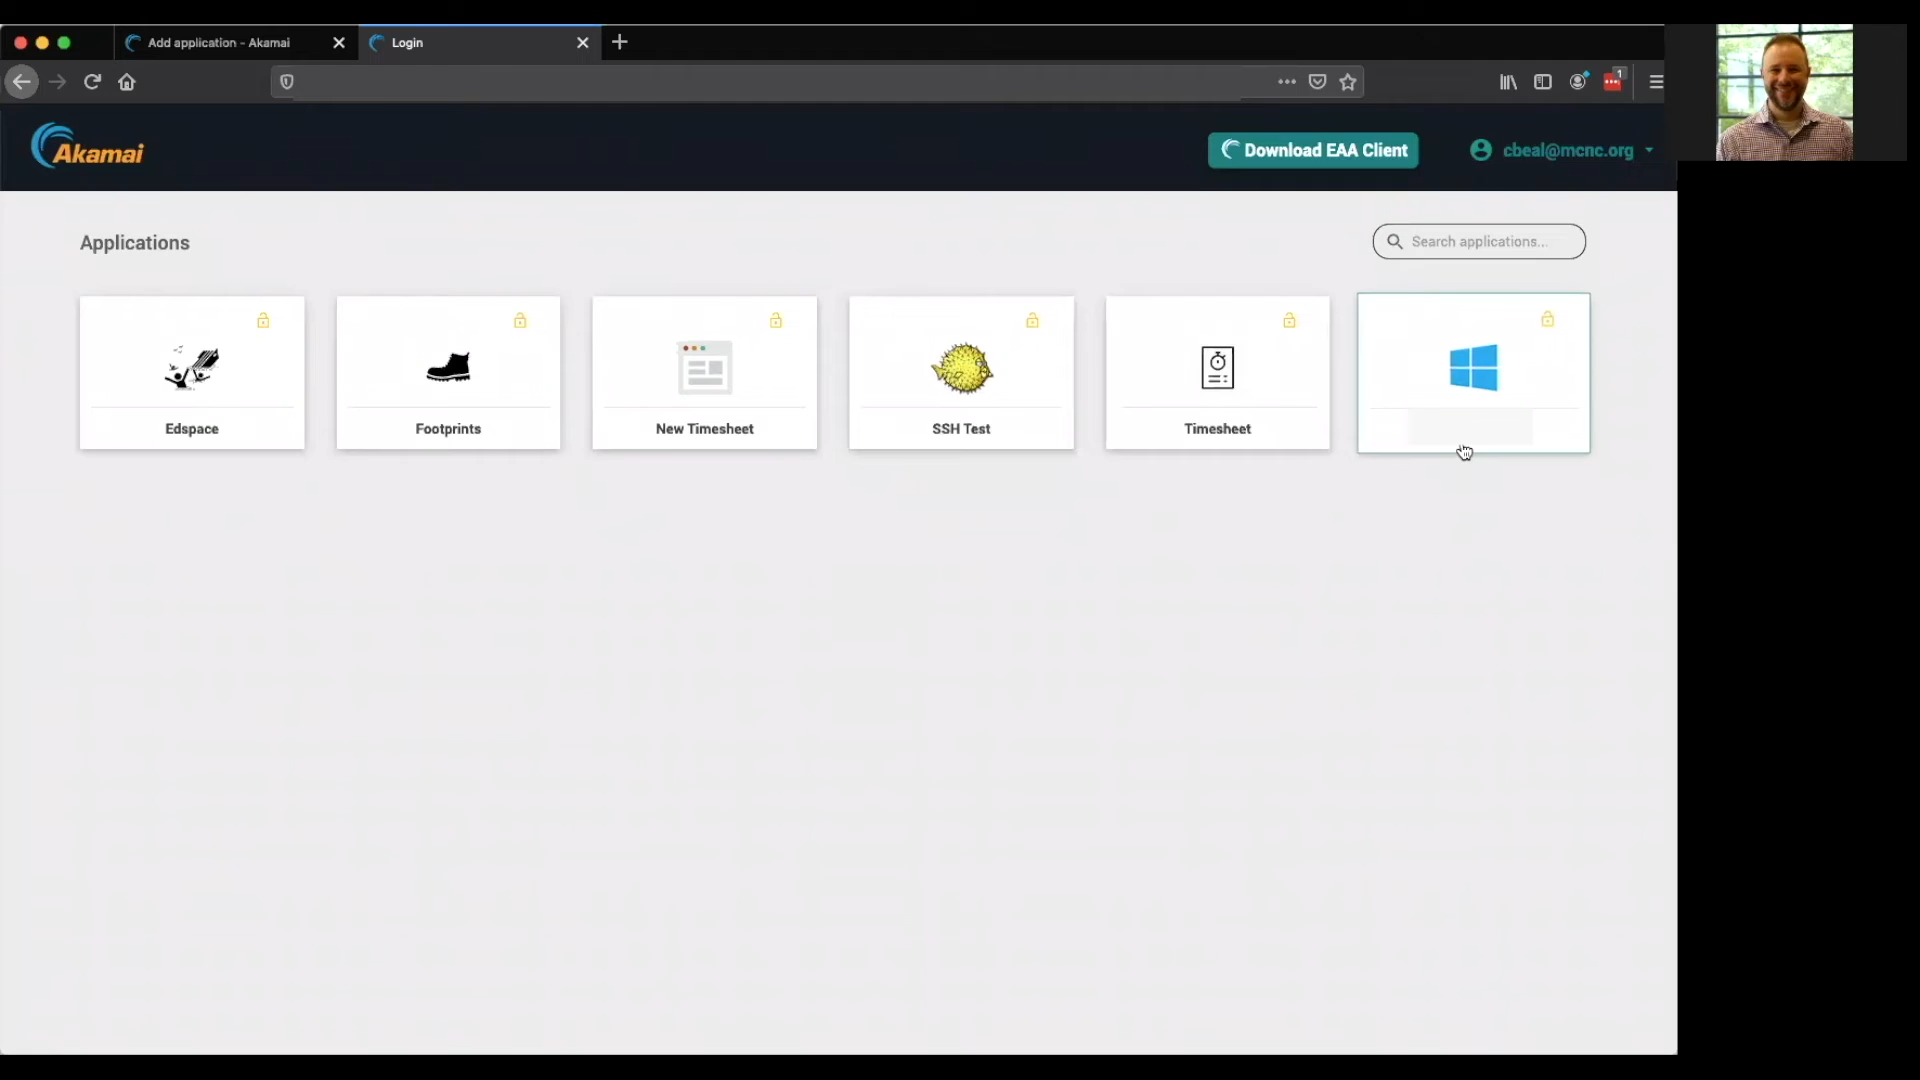 Add application - Akamai
Login
1
Akamai
Download EAA Client
cbeal@mcnc.org
Applications
Search applications...
Edspace
Footprints
New Timesheet
SSH Test
Timesheet